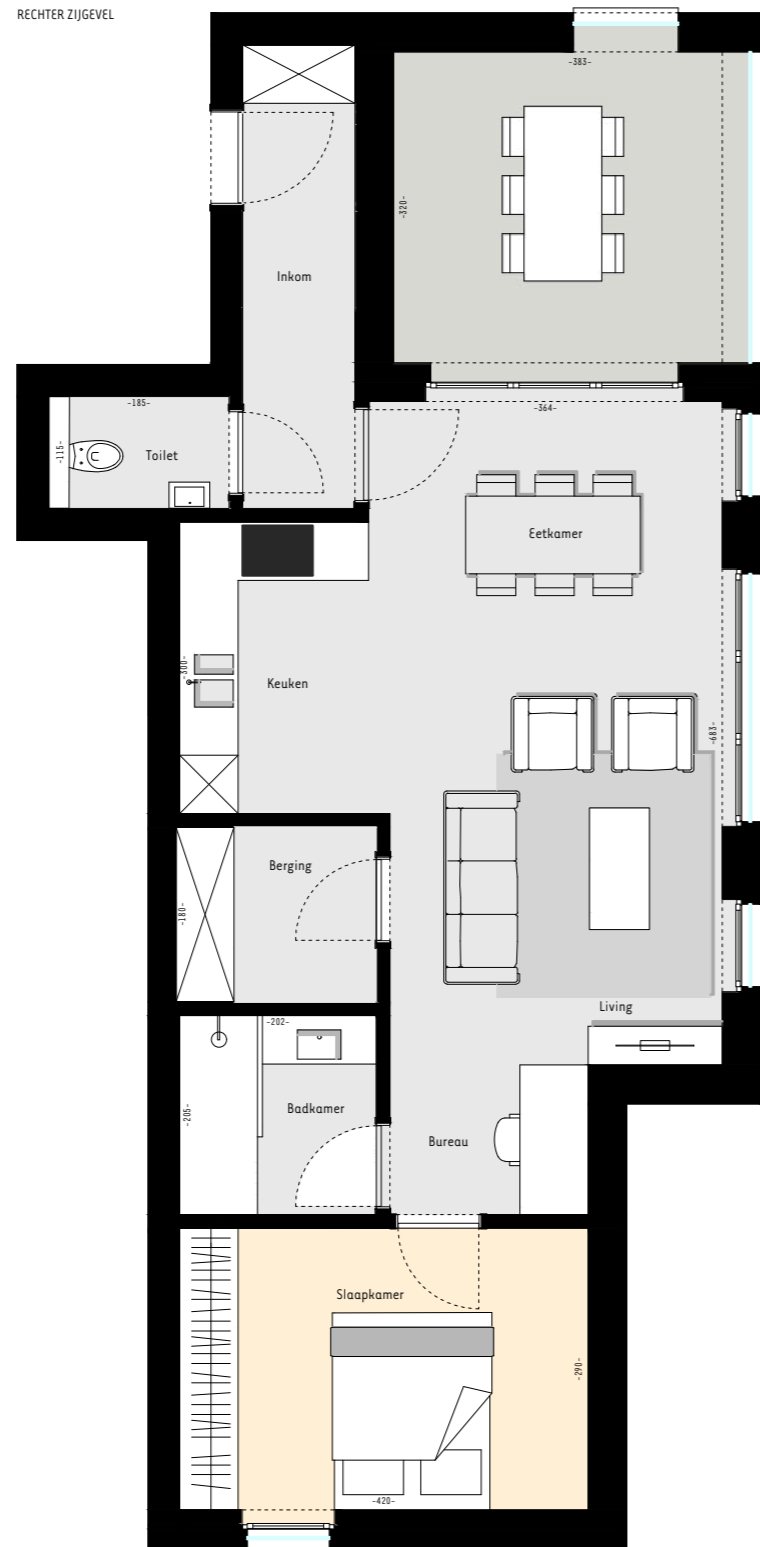 RECHTER ZIJGEVEL
-383-
-320-
Inkom
-185-
-364-
-115-
Toilet
Eetkamer
-300-
Keuken
-683-
Berging
-180-
Living
-202-
-205-
Badkamer
Bureau
Slaapkamer
-290-
-420-